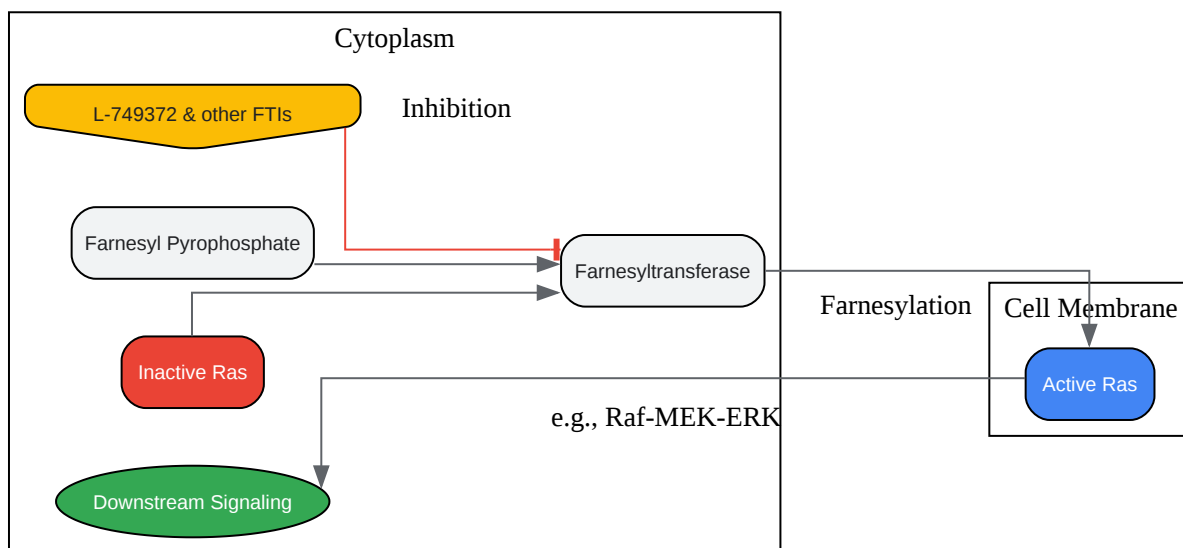 Cytoplasm
L-749372 & other FTIs
Inhibition
Farnesyl Pyrophosphate
Farnesyltransferase
Farnesylation
Cell Membrane
Inactive Ras
Active Ras
e.g., Raf-MEK-ERK
Downstream Signaling